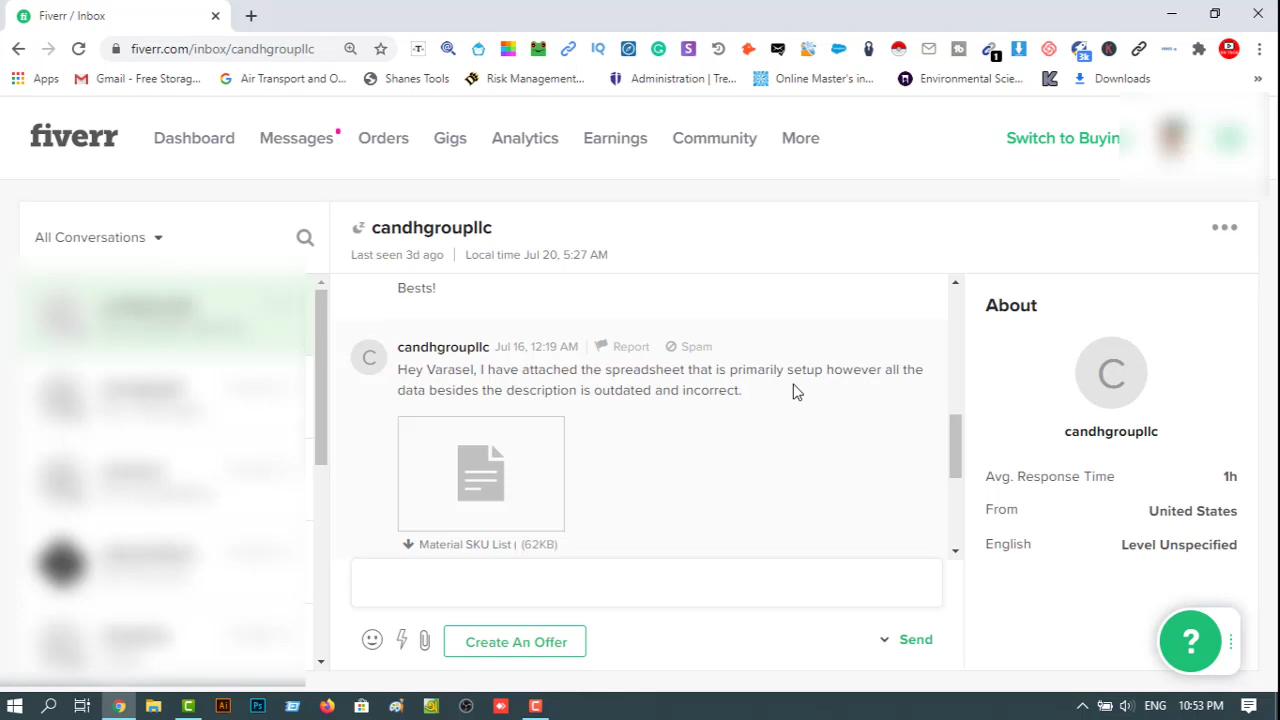 Fiverr / Inbox
fiverr.com/inbox/candhgroupllc
1
3k
Apps
Gmail - Free Storag...
Air Transport and O...
Shanes Tools
Risk Management...
Administration | Tre...
Online Master's in...
Environmental Scie...
Downloads
»
fiverr
Dashboard
Messages
Orders
Gigs
Analytics
Earnings
Community
More
Switch to Buyin
All Conversations
candhgroupllc
Last seen 3d ago
Local time Jul 20, 5:27 AM
Bests!
C
candhgroupllc Jul 16, 12:19 AM Report Spam
Hey Varasel, I have attached the spreadsheet that is primarily setup however all the
data besides the description is outdated and incorrect.
Material SKU List ( (62KB)
Create An Offer
Send
About
C
candhgroupllc
Avg. Response Time 1h
From United States
English Level Unspecified
?
ENG 10:53 PM